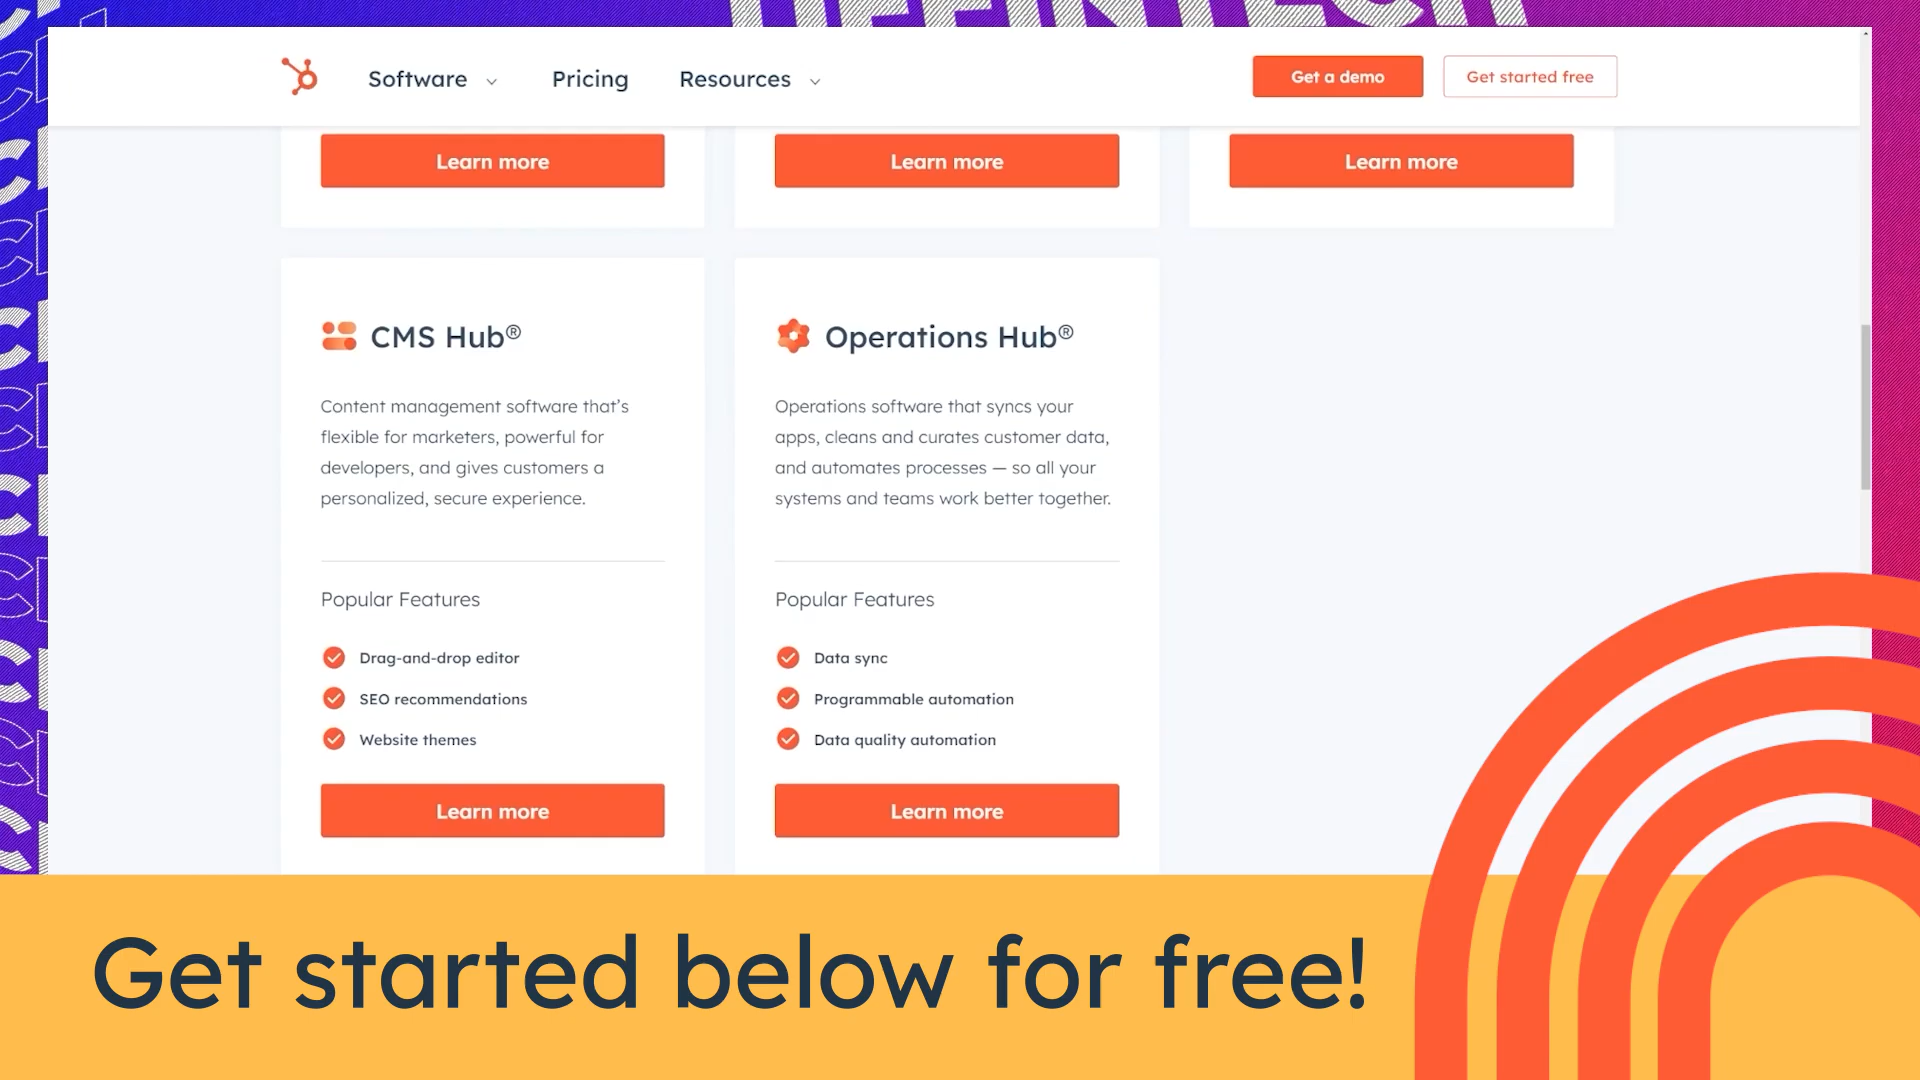 Software
Pricing
Resources
Get a demo
Get started free
Learn more
Learn more
Learn more
CMS Hub®
Content management software that’s
flexible for marketers, powerful for
developers, and gives customers a
personalized, secure experience.
Popular Features
Drag-and-drop editor
SEO recommendations
Website themes
Learn more
Operations Hub®
Operations software that syncs your
apps, cleans and curates customer data,
and automates processes — so all your
systems and teams work better together.
Popular Features
Data sync
Programmable automation
Data quality automation
Learn more
Get started below for free!